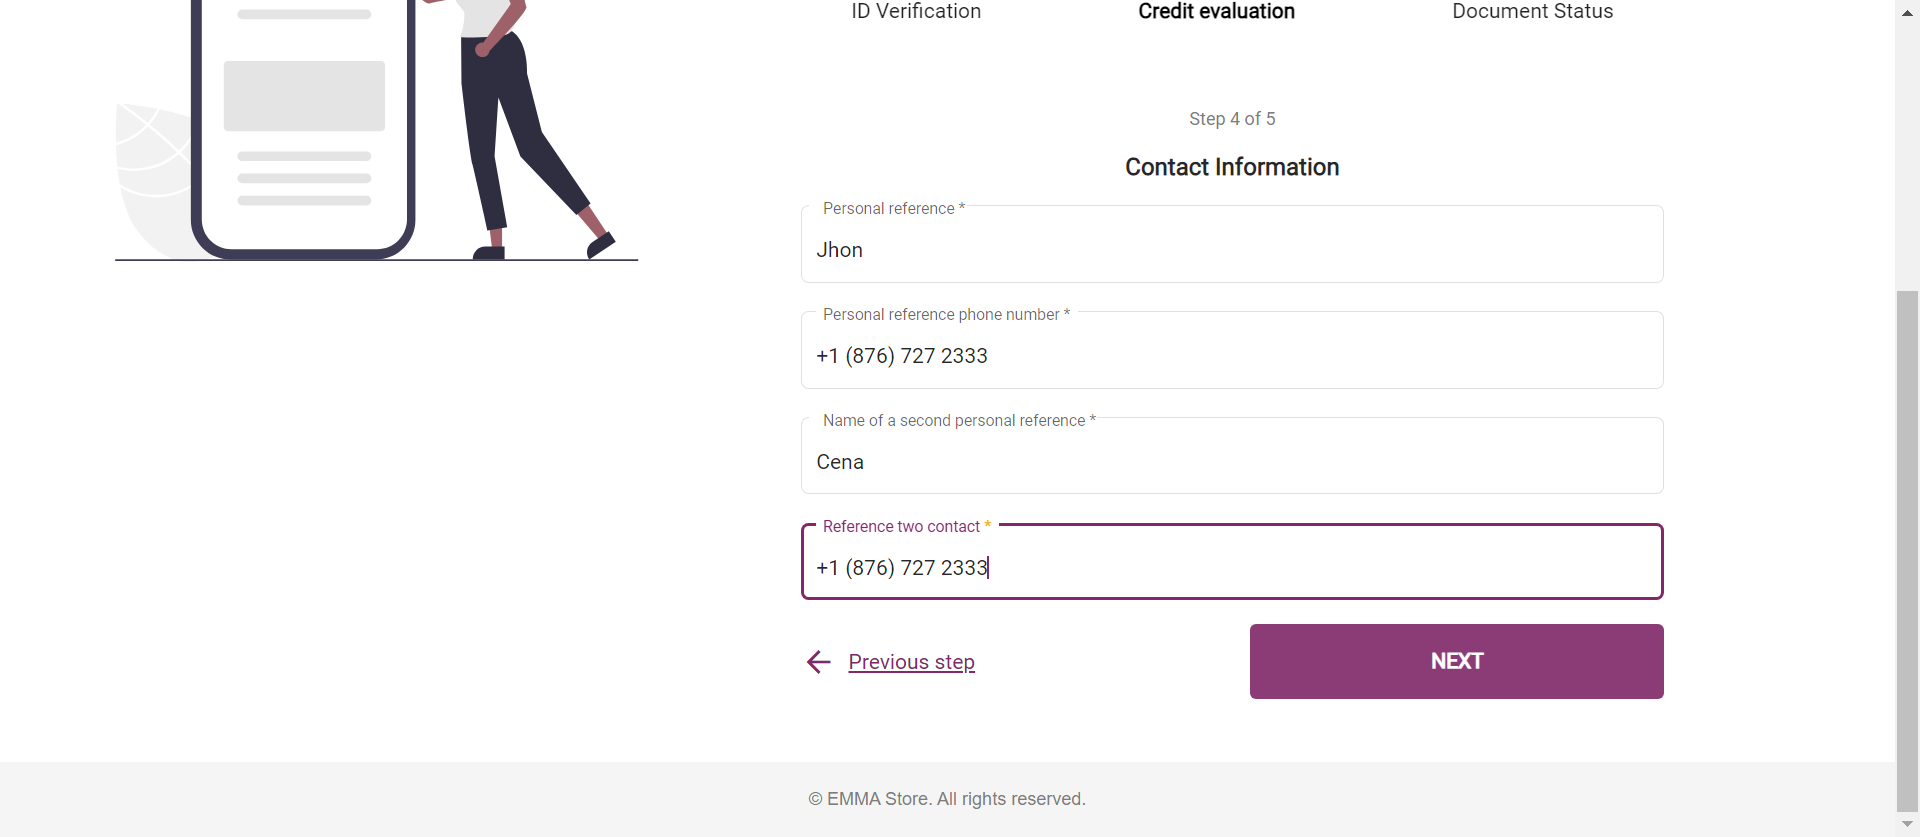 ID Verification
Credit evaluation
Document Status
Step 4 of 5
Contact Information
Personal reference *
Jhon
Personal reference phone number *
+1 (876) 727 2333
Name of a second personal reference *
Cena
Reference two contact *
+1 (876) 727 2333
Previous step
NEXT
© EMMA Store. All rights reserved.